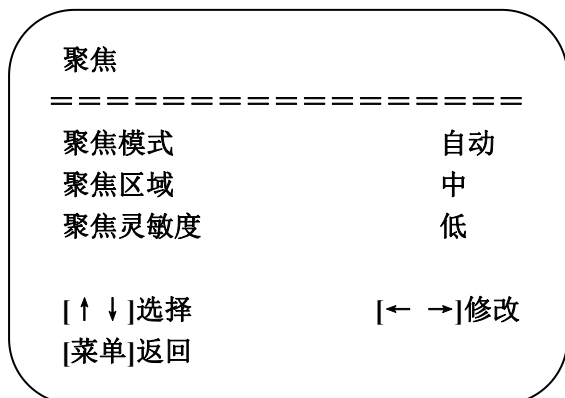 聚焦
=================
聚焦模式 自动
聚焦区域 中
聚焦灵敏度 低
[↑ ↓]选择 [← →]修改
[菜单]返回